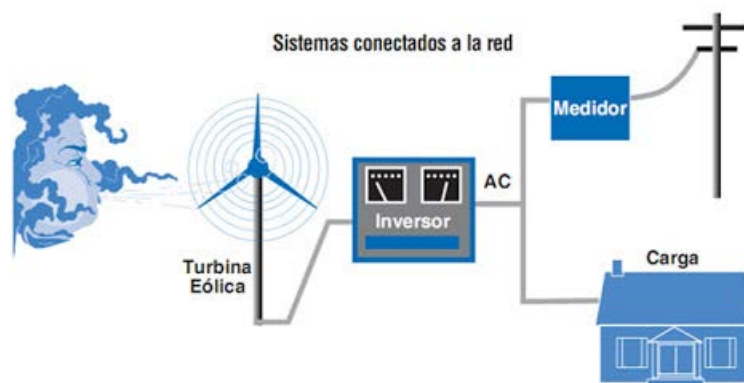 Sistemas conectados a la red
Medidor
AC
Inversor
Turbina
Eólica
Carga